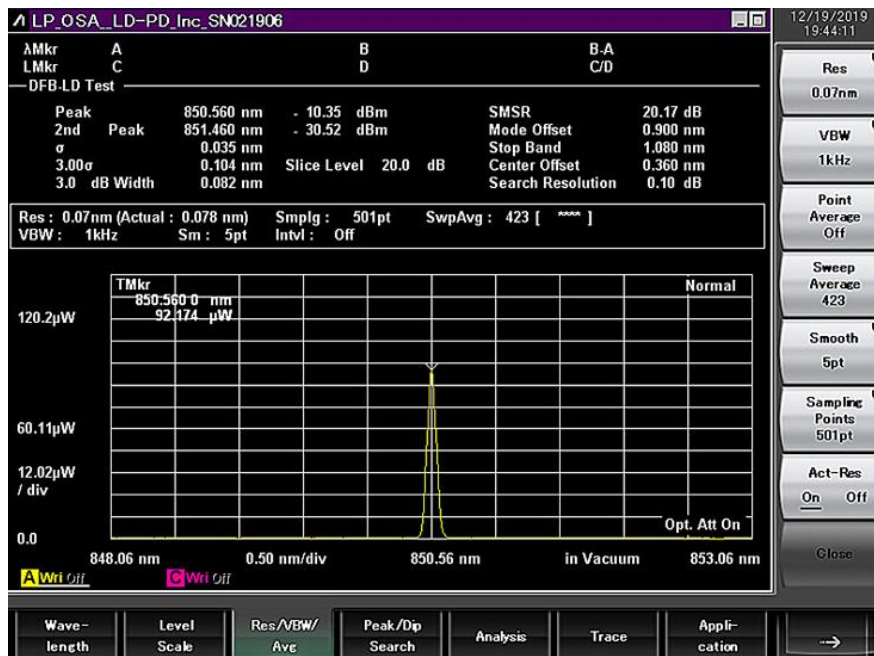 LP_OSA__LD-PD_Inc_SN021906
12/19/2019
19:44:11
λMkr A B B-A
LMkr C D C/D
DFB-LD Test
Peak 850.560 nm - 10.35 dBm SMSR 20.17 dB
2nd Peak 851.460 nm - 30.52 dBm Mode Offset 0.900 nm
σ 0.035 nm Stop Band 1.080 nm
3.00σ 0.104 nm Slice Level 20.0 dB Center Offset 0.360 nm
3.0 dB Width 0.082 nm Search Resolution 0.10 dB
Res : 0.07nm (Actual : 0.078 nm) Smplg : 501pt SwpAvg : 423 [ **** ]
VBW : 1kHz Sm : 5pt Intvl : Off
TMkr
850.560 0 nm
92.174 µW
Normal
120.2µW
60.11µW
12.02µW
/ div
0.0
Opt. Att On
848.06 nm 0.50 nm/div 850.56 nm in Vacuum 853.06 nm
A Wri Off C Wri Off
Res
0.07nm
VBW
1kHz
Point
Average
Off
Sweep
Average
423
Smooth
5pt
Sampling
Points
501pt
Act-Res
On Off
Close
Wave-
length
Level
Scale
Res/VBW/
Avg
Peak/Dip
Search
Analysis
Trace
Appli-
cation